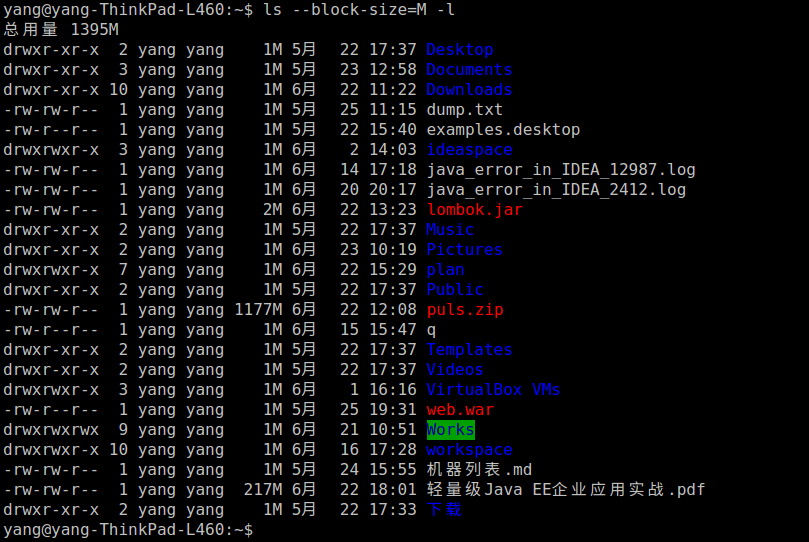 yang@yang-ThinkPad-L460:~$ ls --block-size=M -l
总用量 1395M
drwxr-xr-x  2 yang yang    1M 5月   22 17:37 Desktop
drwxr-xr-x  3 yang yang    1M 5月   23 12:58 Documents
drwxr-xr-x 10 yang yang    1M 6月   22 11:22 Downloads
-rw-rw-r--  1 yang yang    1M 5月   25 11:15 dump.txt
-rw-r--r--  1 yang yang    1M 5月   22 15:40 examples.desktop
drwxrwxr-x  3 yang yang    1M 6月    2 14:03 ideaspace
-rw-rw-r--  1 yang yang    1M 6月   14 17:18 java_error_in_IDEA_12987.log
-rw-rw-r--  1 yang yang    1M 6月   20 20:17 java_error_in_IDEA_2412.log
-rw-rw-r--  1 yang yang    2M 6月   22 13:23 lombok.jar
drwxr-xr-x  2 yang yang    1M 5月   22 17:37 Music
drwxr-xr-x  2 yang yang    1M 6月   23 10:19 Pictures
drwxrwxr-x  7 yang yang    1M 6月   22 15:29 plan
drwxr-xr-x  2 yang yang    1M 5月   22 17:37 Public
-rw-rw-r--  1 yang yang 1177M 6月   22 12:08 puls.zip
-rw-r--r--  1 yang yang    1M 6月   15 15:47 q
drwxr-xr-x  2 yang yang    1M 5月   22 17:37 Templates
drwxr-xr-x  2 yang yang    1M 5月   22 17:37 Videos
drwxrwxr-x  3 yang yang    1M 6月    1 16:16 VirtualBox VMs
-rw-r--r--  1 yang yang    1M 5月   25 19:31 web.war
drwxrwxrwx  9 yang yang    1M 6月   21 10:51 Works
drwxrwxr-x 10 yang yang    1M 6月   16 17:28 workspace
-rw-rw-r--  1 yang yang    1M 5月   24 15:55 机器列表.md
-rw-rw-r--  1 yang yang  217M 6月   22 18:01 轻量级Java EE企业应用实战.pdf
drwxr-xr-x  2 yang yang    1M 5月   22 17:33 下载
yang@yang-ThinkPad-L460:~$